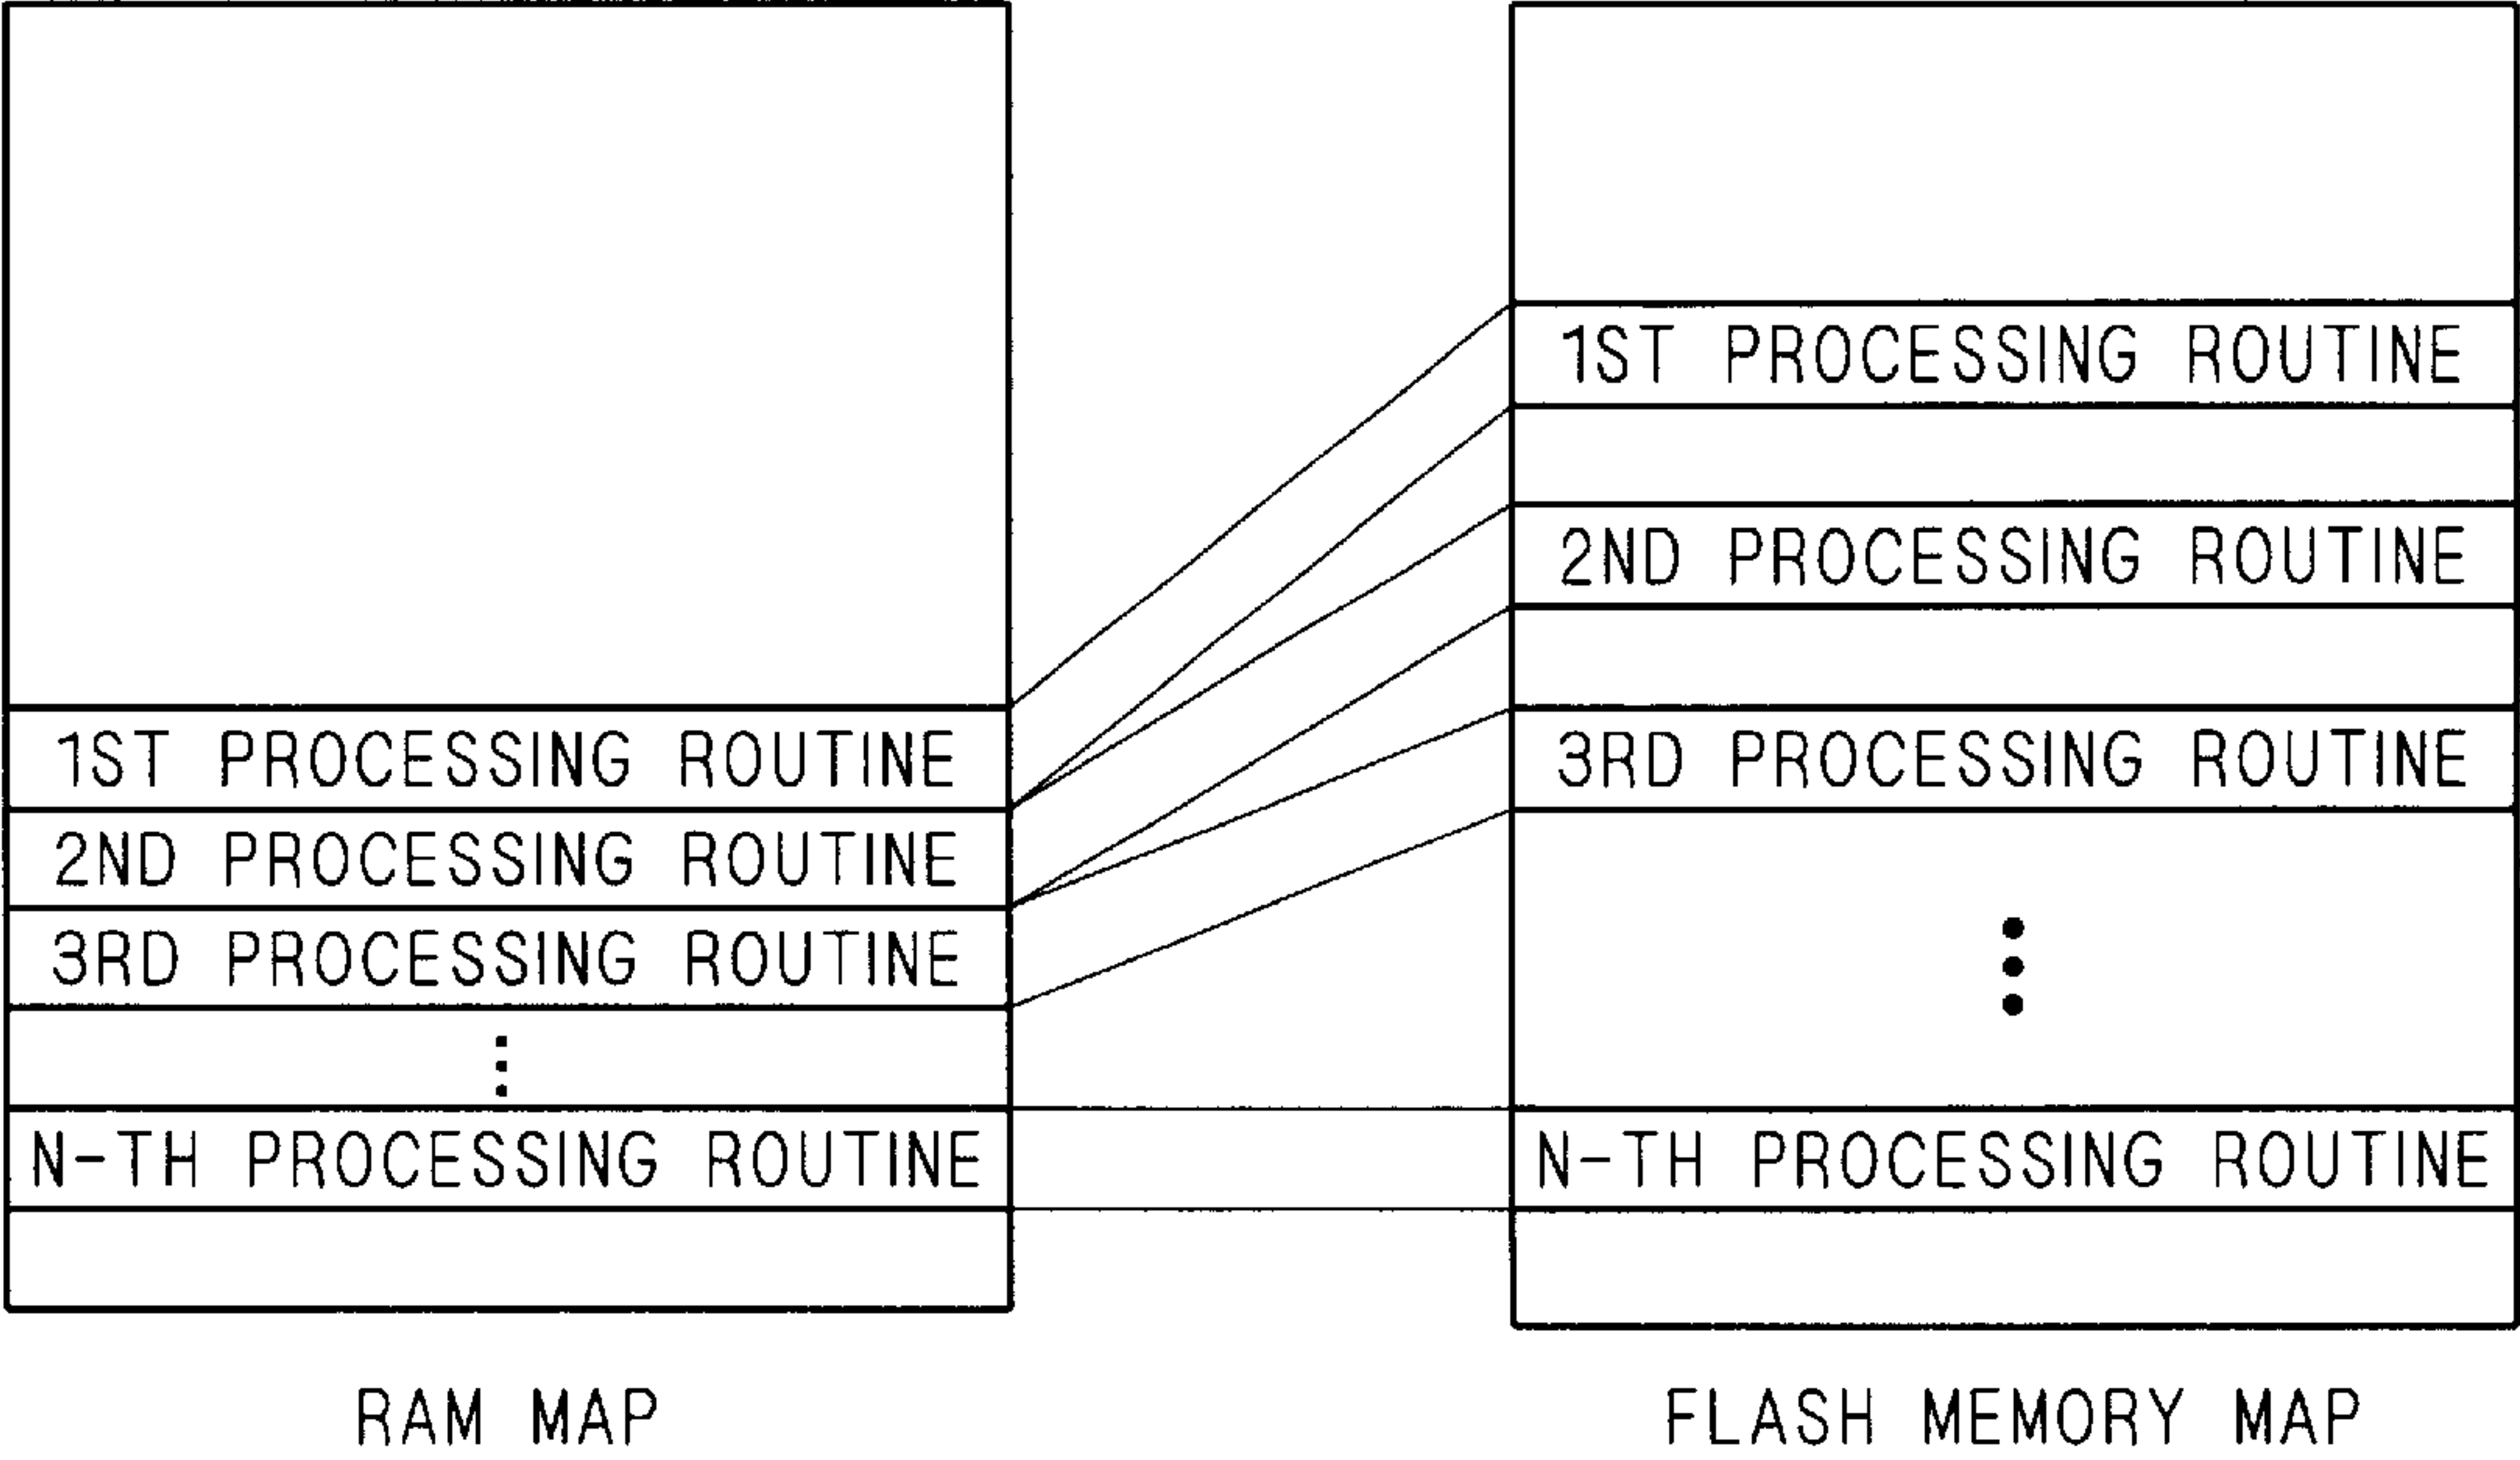 1ST PROCESSING ROUTINE
2ND PROCESSING ROUTINE
3RD PROCESSING ROUTINE
N-TH PROCESSING ROUTINE
RAM MAP
1ST PROCESSING ROUTINE
2ND PROCESSING ROUTINE
3RD PROCESSING ROUTINE
N-TH PROCESSING ROUTINE
FLASH MEMORY MAP